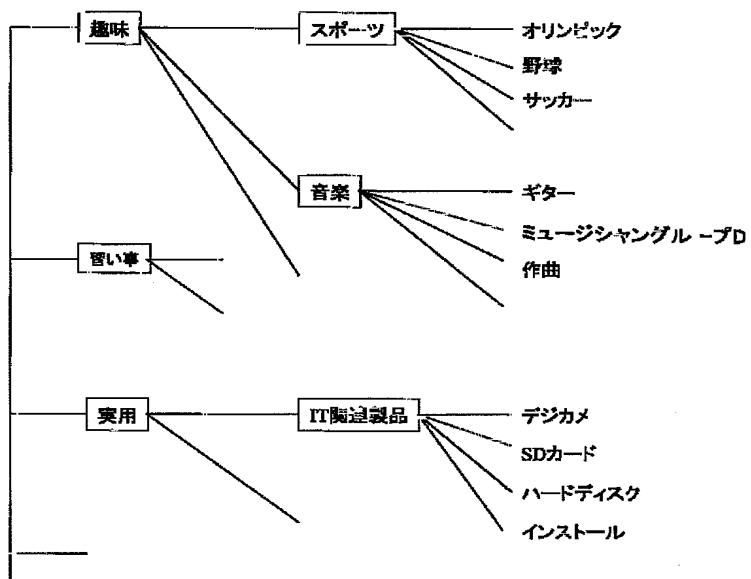 趣味
スポーツ
オリンピック
野球
サッカー
音楽
ギター
ミュージシャングループD
作曲
習い事
実用
IT関連製品
デジカメ
SDカード
ハードディスク
インストール